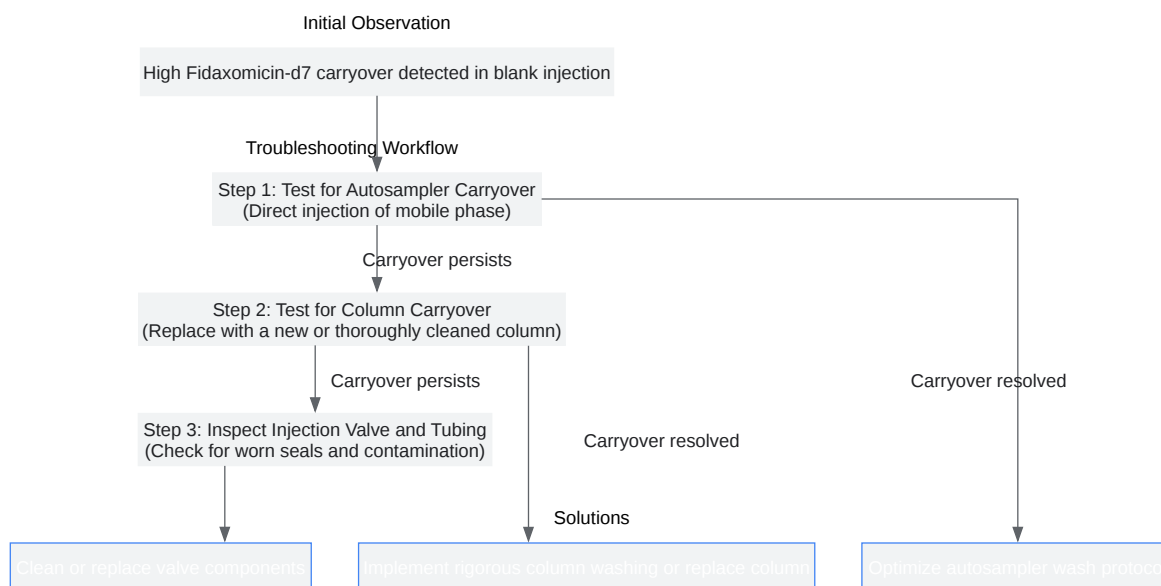 Initial Observation
High Fidaxomicin-d7 carryover detected in blank injection
Troubleshooting Workflow
Step 1: Test for Autosampler Carryover
(Direct injection of mobile phase)
Carryover persists
Step 2: Test for Column Carryover
(Replace with a new or thoroughly cleaned column)
Carryover persists
Carryover resolved
Step 3: Inspect Injection Valve and Tubing
(Check for worn seals and contamination)
Carryover resolved
Solutions
Clean or replace valve components
Implement rigorous column washing or replace column
Optimize autosampler wash protoco